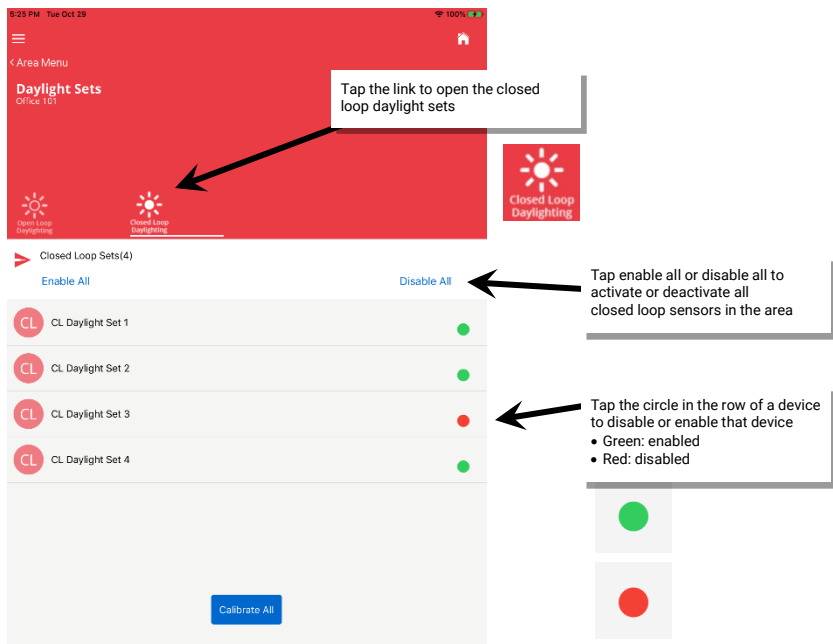 5:25 PM Tue Oct 29
100%
< Area Menu
Daylight Sets
Office 101
Tap the link to open the closed
loop daylight sets
Open Loop
Daylighting
Closed Loop
Daylighting
Closed Loop
Daylighting
Closed Loop Sets(4)
Enable All
Disable All
Tap enable all or disable all to
activate or deactivate all
closed loop sensors in the area
CL
CL Daylight Set 1
CL
CL Daylight Set 2
CL
CL Daylight Set 3
CL
CL Daylight Set 4
Tap the circle in the row of a device
to disable or enable that device
• Green: enabled
• Red: disabled
Calibrate All